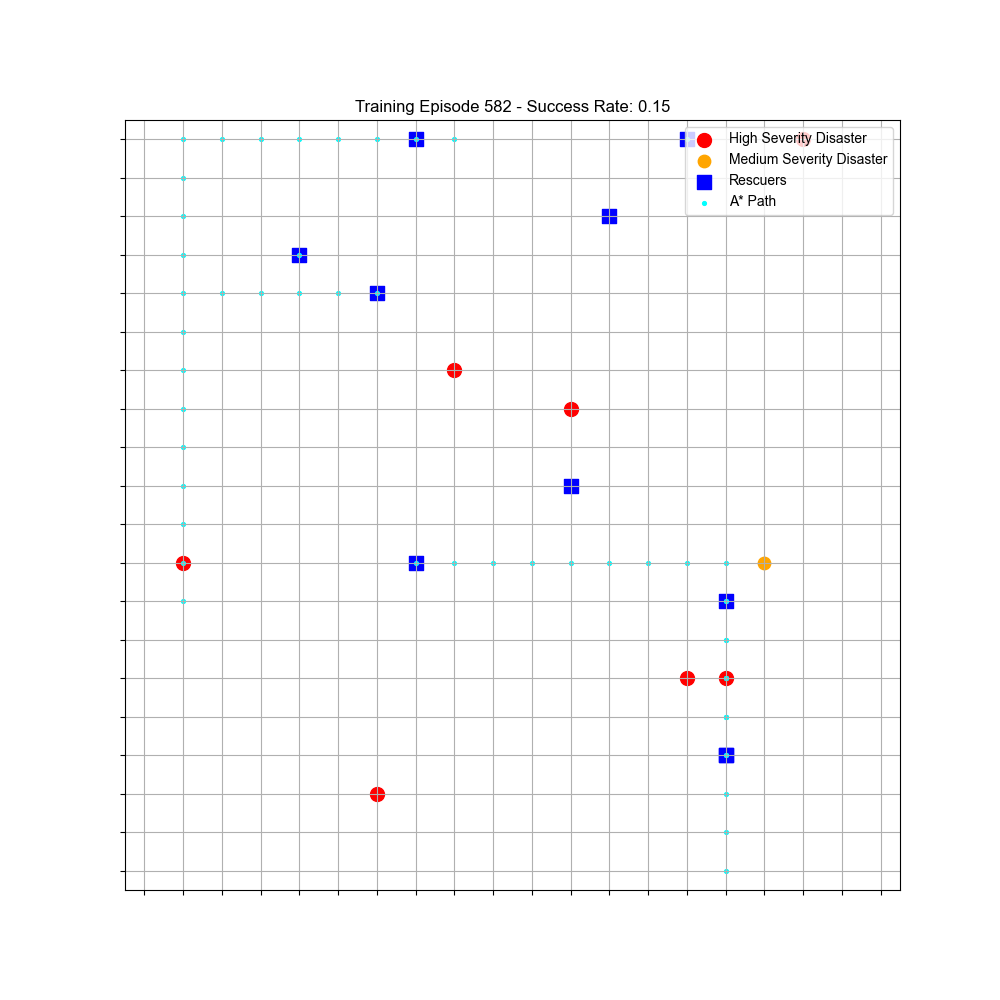 Training Episode 582 - Success Rate: 0.15
High Severity Disaster
Medium Severity Disaster
Rescuers
A* Path